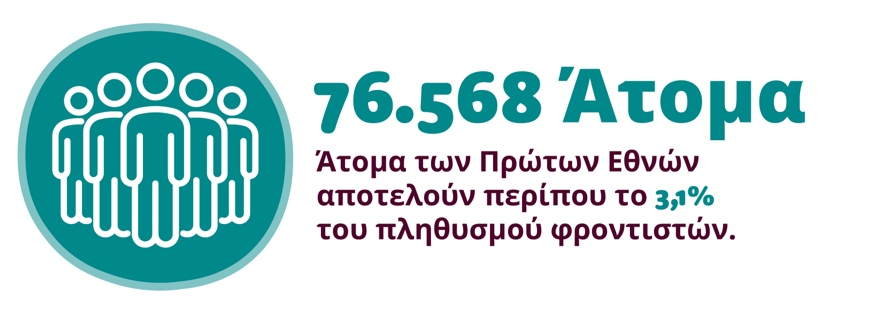 76.568 Άτομα
Άτομα των Πρώτων Εθνών
αποτελούν περίπου το 3,1%
του πληθυσμού φροντιστών.